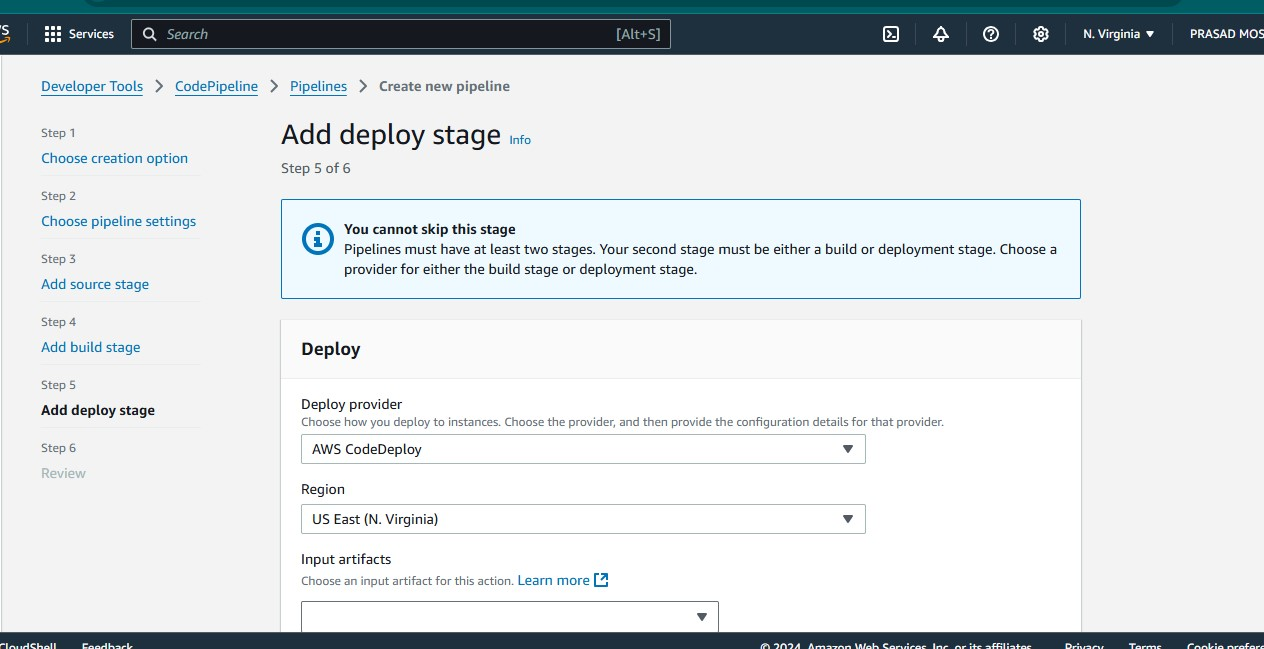 Services
Search
[Alt+S]
N. Virginia
PRASAD MOS
Developer Tools
CodePipeline
Pipelines
Create new pipeline
Step 1
Choose creation option
Step 2
Choose pipeline settings
Step 3
Add source stage
Step 4
Add build stage
Step 5
Add deploy stage
Step 6
Review
Add deploy stage
Info
Step 5 of 6
You cannot skip this stage
Pipelines must have at least two stages. Your second stage must be either a build or deployment stage. Choose a
provider for either the build stage or deployment stage.
Deploy
Deploy provider
Choose how you deploy to instances. Choose the provider, and then provide the configuration details for that provider.
AWS CodeDeploy
Region
US East (N. Virginia)
Input artifacts
Choose an input artifact for this action. Learn more
CloudShell
Feedback
© 2024, Amazon Web Services, Inc. or its affiliates.
Privacy
Terms
Cookie prefere